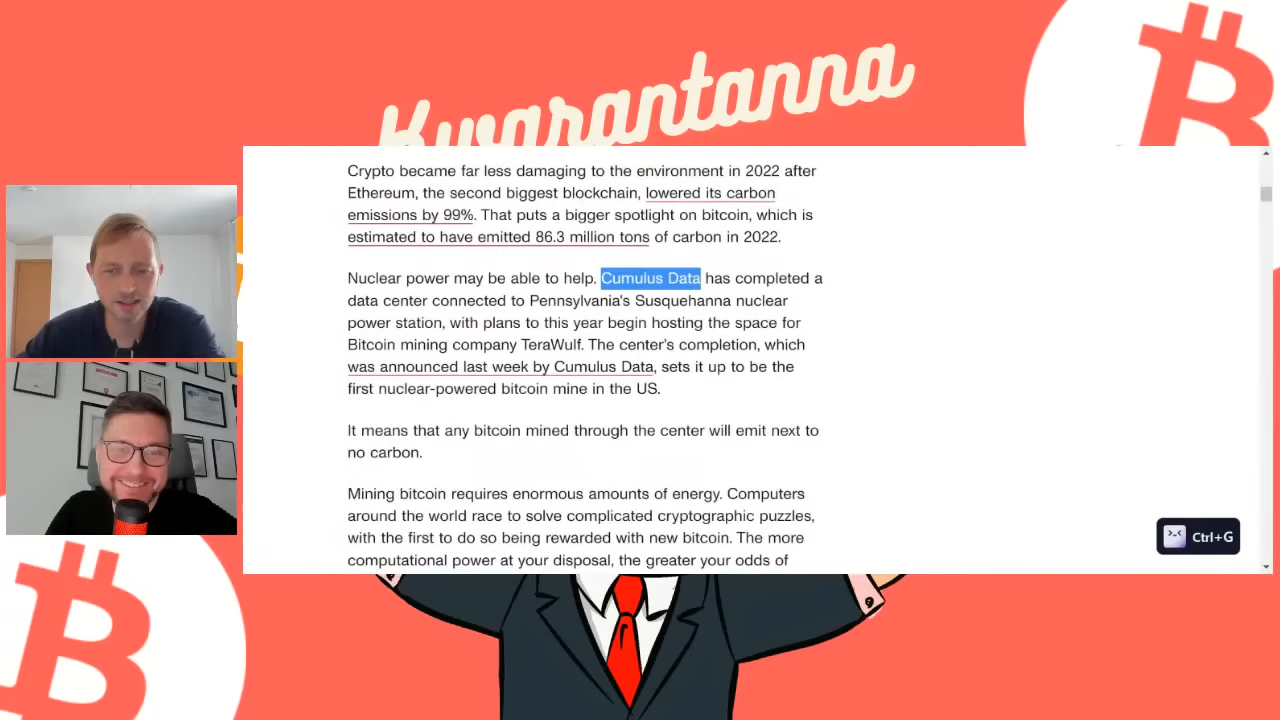 Kwarantanna
Crypto became far less damaging to the environment in 2022 after
Ethereum, the second biggest blockchain, lowered its carbon
emissions by 99%. That puts a bigger spotlight on bitcoin, which is
estimated to have emitted 86.3 million tons of carbon in 2022.
Nuclear power may be able to help. Cumulus Data has completed a
data center connected to Pennsylvania's Susquehanna nuclear
power station, with plans to this year begin hosting the space for
Bitcoin mining company TeraWulf. The center's completion, which
was announced last week by Cumulus Data, sets it up to be the
first nuclear-powered bitcoin mine in the US.
It means that any bitcoin mined through the center will emit next to
no carbon.
Mining bitcoin requires enormous amounts of energy. Computers
around the world race to solve complicated cryptographic puzzles,
with the first to do so being rewarded with new bitcoin. The more
computational power at your disposal, the greater your odds of
Ctrl+G